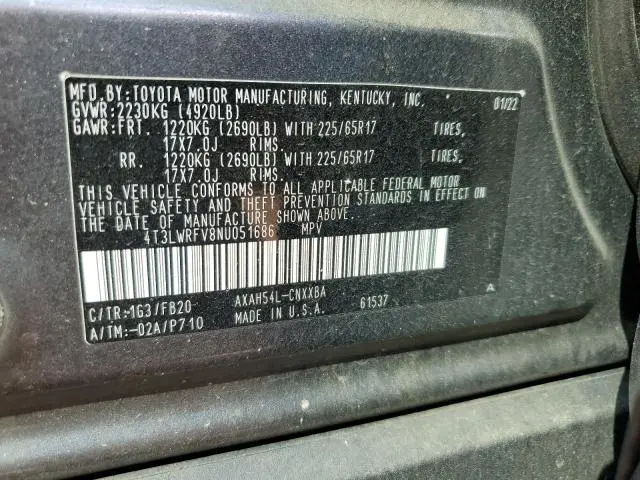 MFD.BY:TOYOTA MOTOR MANUFACTURING, KENTUCKY, INC. 01/22
GVWR:2230KG (4920LB)
GAWR:FRT. 1220KG (2690LB) WITH 225/65R17 TIRES,
17X7.0J RIMS.
RR. 1220KG (2690LB) WITH 225/65R17 TIRES,
17X7.0J RIMS.
THIS VEHICLE CONFORMS TO ALL APPLICABLE FEDERAL MOTOR
VEHICLE SAFETY AND THEFT PREVENTION STANDARDS IN EFFECT ON
THE DATE OF MANUFACTURE SHOWN ABOVE.
4T3LWRFV8NU051686 MPV
C/TR:1G3/FB20 AXAH54L-CNXXBA A
A/TM:-02A/P710 MADE IN U.S.A. 61537